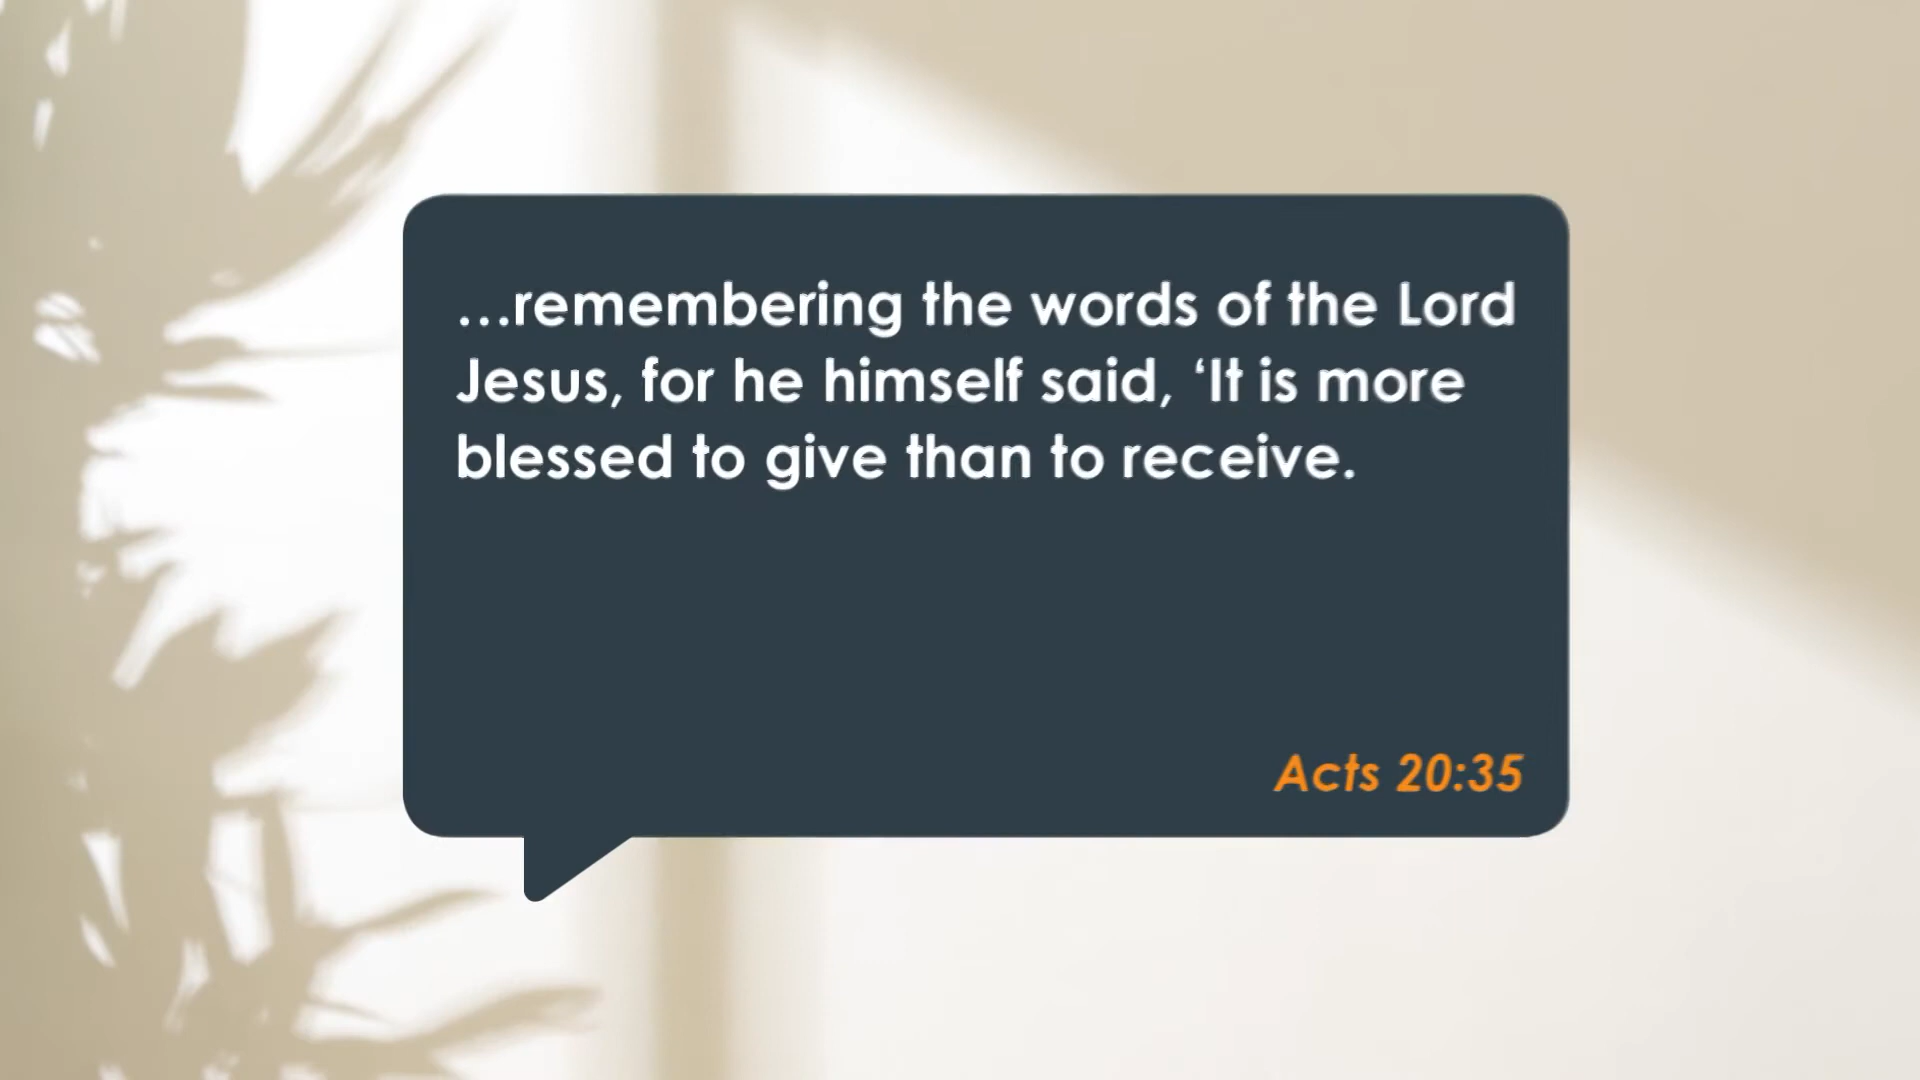 …remembering the words of the Lord
Jesus, for he himself said, ‘It is more
blessed to give than to receive.
Acts 20:35